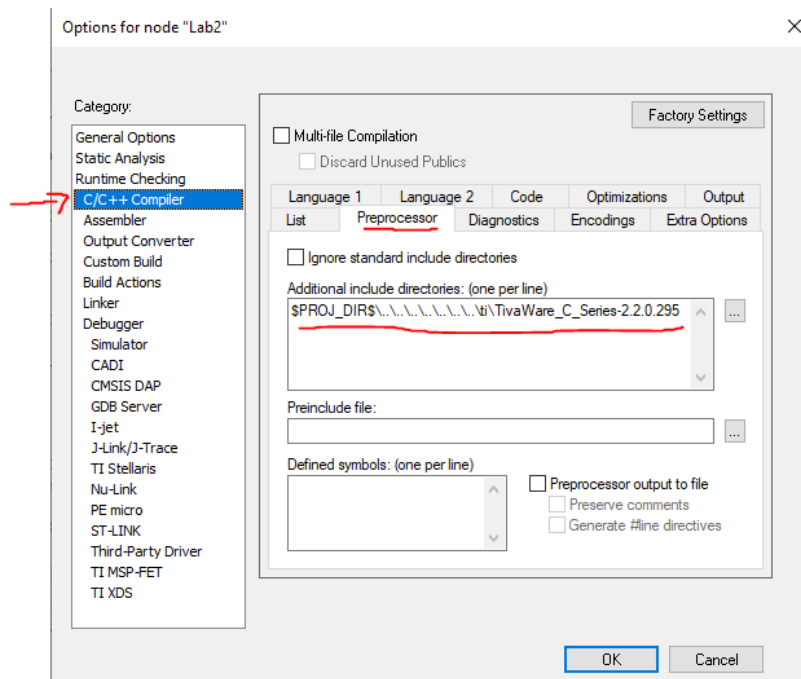 Options for node "Lab2"
Category:
General Options
Static Analysis
Runtime Checking
C/C++ Compiler
Assembler
Output Converter
Custom Build
Build Actions
Linker
Debugger
Simulator
CADI
CMSIS DAP
GDB Server
I-jet
J-Link/J-Trace
TI Stellaris
Nu-Link
PE micro
ST-LINK
Third-Party Driver
TI MSP-FET
TI XDS
Factory Settings
Multi-file Compilation
Discard Unused Publics
Language 1 Language 2 Code Optimizations Output
List Preprocessor Diagnostics Encodings Extra Options
Ignore standard include directories
Additional include directories: (one per line)
$PROJ_DIR$\..\..\..\..\..\..\..\ti\TivaWare_C_Series-2.2.0.295
...
Preinclude file:
...
Defined symbols: (one per line)
Preprocessor output to file
Preserve comments
Generate #line directives
OK Cancel